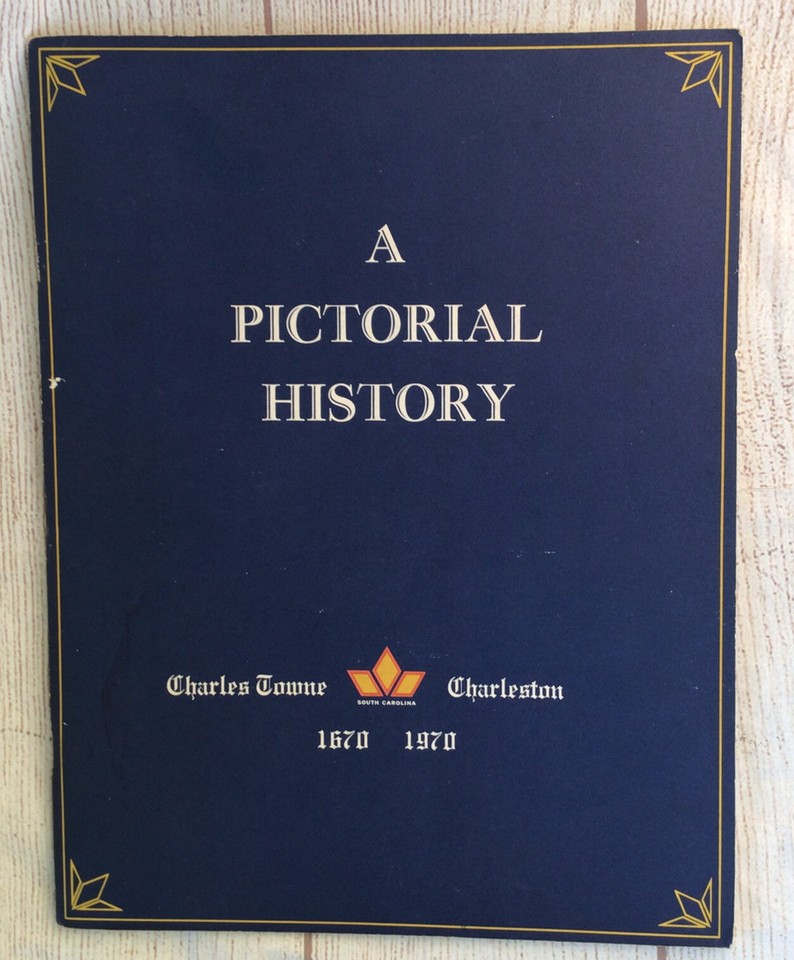 A
PICTORIAL
HISTORY
Charles Towne Charleston
SOUTH CAROLINA
1670 1970